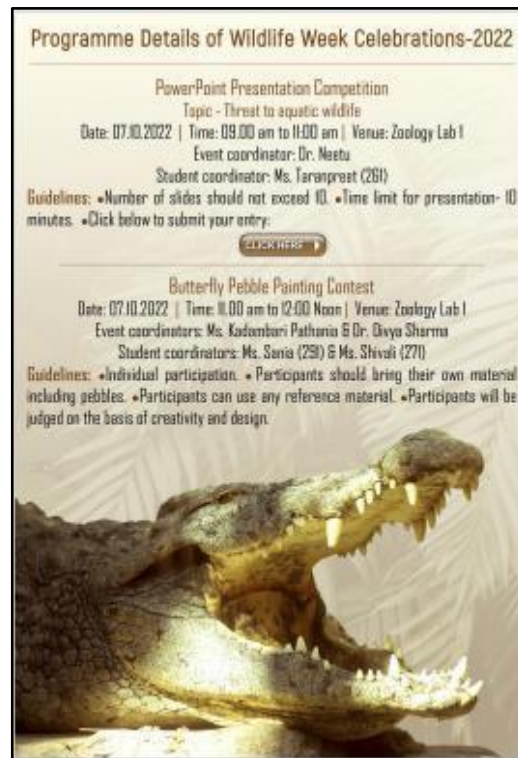 Programme Details of Wildlife Week Celebrations-2022
PowerPoint Presentation Competition
Topic - Threat to aquatic wildlife
Date: 07.10.2022 | Time: 09.00 am to 11:00 am | Venue: Zoology Lab 1
Event coordinator: Dr. Neetu
Student coordinator: Ms. Taranpreet (261)
Guidelines: •Number of slides should not exceed 10. •Time limit for presentation- 10
minutes. •Click below to submit your entry:
CLICK HERE
Butterfly Pebble Painting Contest
Date: 07.10.2022 | Time: 11.00 am to 12:00 Noon | Venue: Zoology Lab 1
Event coordinators: Ms. Kadambari Pathania & Dr. Divya Sharma
Student coordinators: Ms. Sania (291) & Ms. Shivali (271)
Guidelines: •Individual participation. • Participants should bring their own material
including pebbles. •Participants can use any reference material. •Participants will be
judged on the basis of creativity and design.